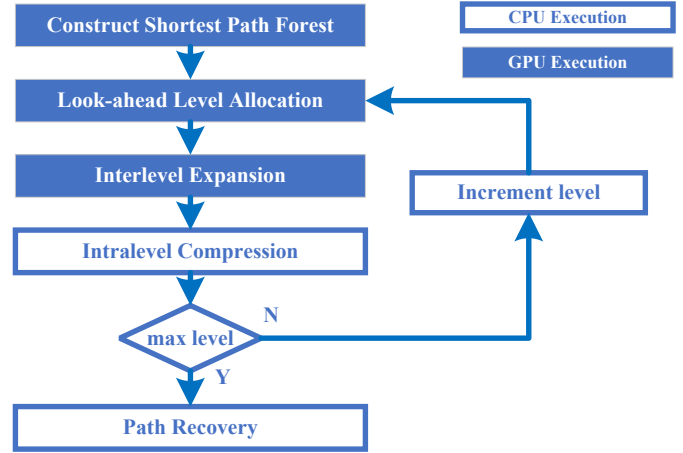 Construct Shortest Path Forest
CPU Execution
GPU Execution
Look-ahead Level Allocation
Interlevel Expansion
Increment level
Intralevel Compression
N
max level
Y
Path Recovery